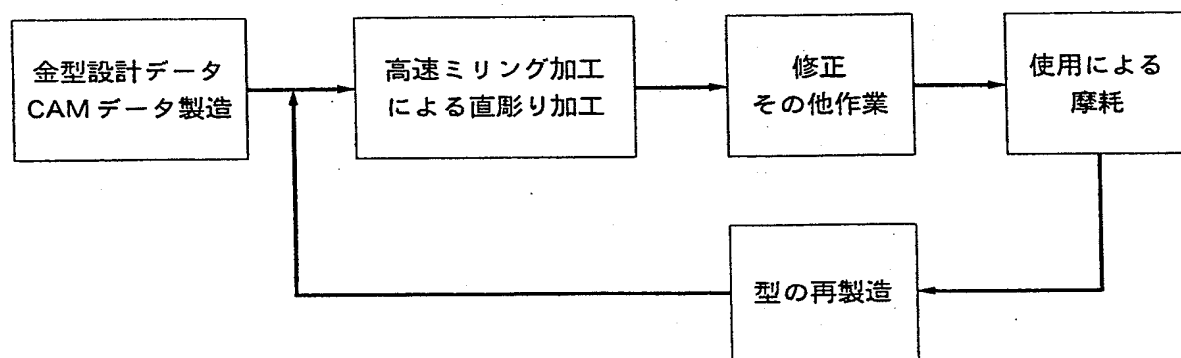 金型設計データ
CAMデータ製造
高速ミリング加工
による直彫り加工
修正
その他作業
使用による
摩耗
型の再製造